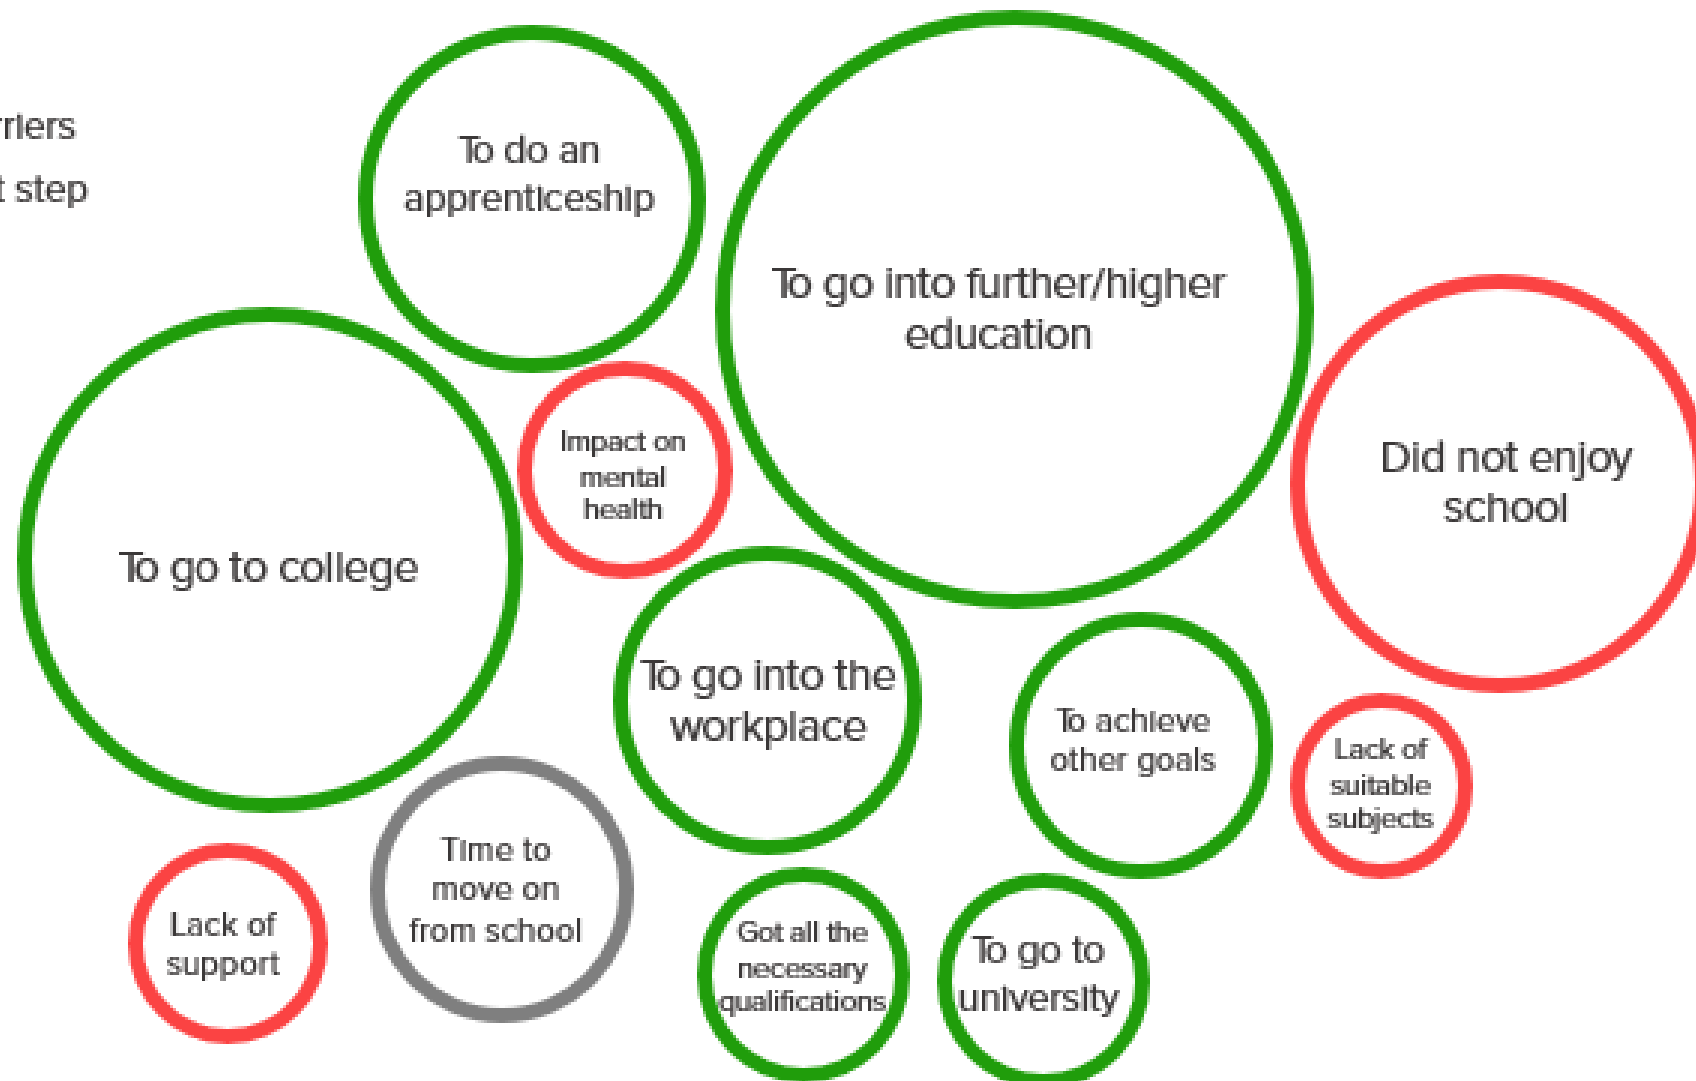 rriers
t step
To do an
apprenticeship
To go into further/higher
education
Did not enjoy
school
Impact on
mental
health
To go to college
To go into the
workplace
To achieve
other goals
Lack of
suitable
subjects
Time to
move on
from school
Lack of
support
Got all the
necessary
qualifications
To go to
university